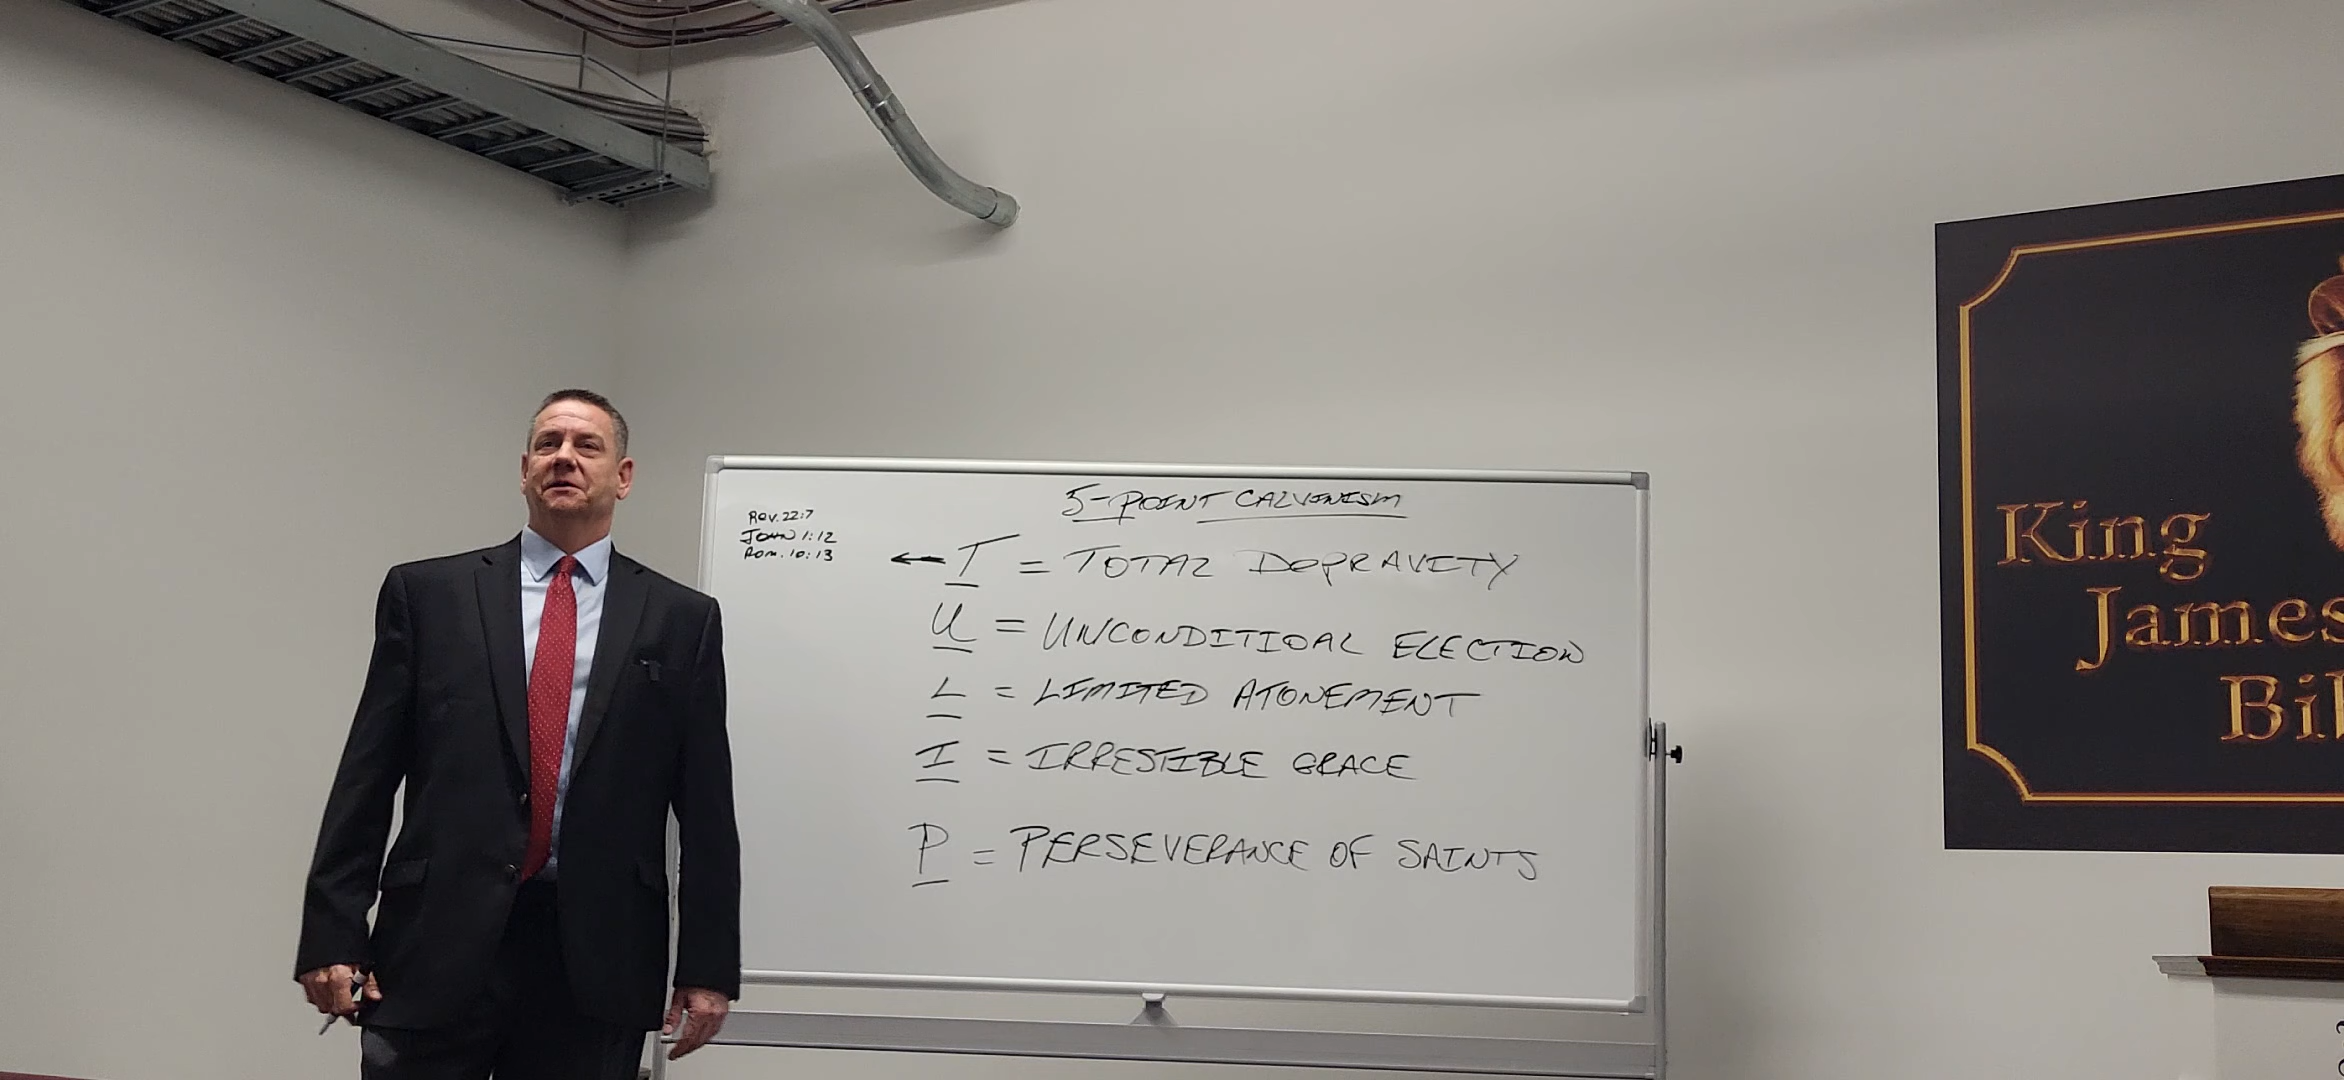 5-POINT CALVINISM
Rev. 22:7
JOHN 1:12
Rom. 10:13
← T = TOTAL DEPRAVITY
U = UNCONDITIOAL ELECTION
L = LIMITED ATONEMENT
I = IRRESTIBLE GRACE
P = PERSEVERANCE OF SAINTS
King
James
Bi